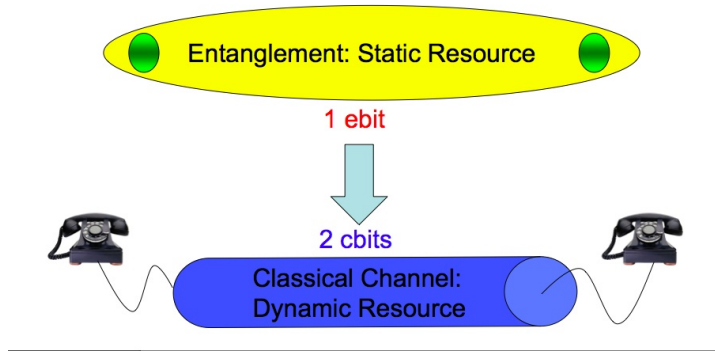 Entanglement: Static Resource
1 ebit
2 cbits
Classical Channel:
Dynamic Resource